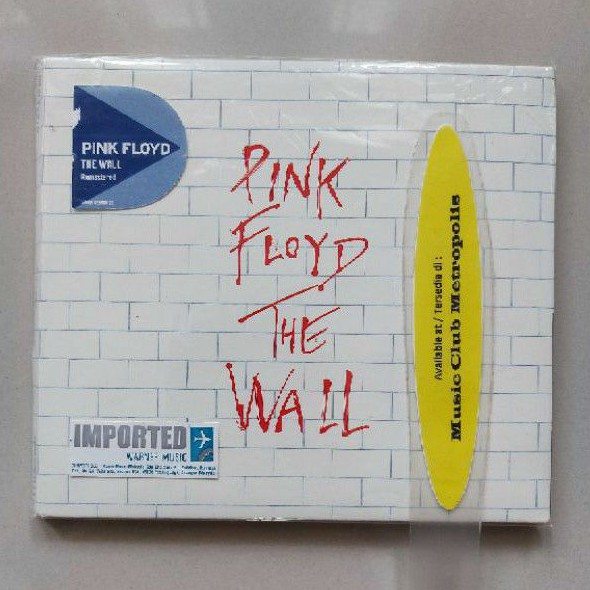 PINK FLOYD
THE WALL
Remastered
PINK
FLOYD
THE
WALL
Available at / Tersedia di :
Music Club Metropolis
IMPORTED
WARNER MUSIC